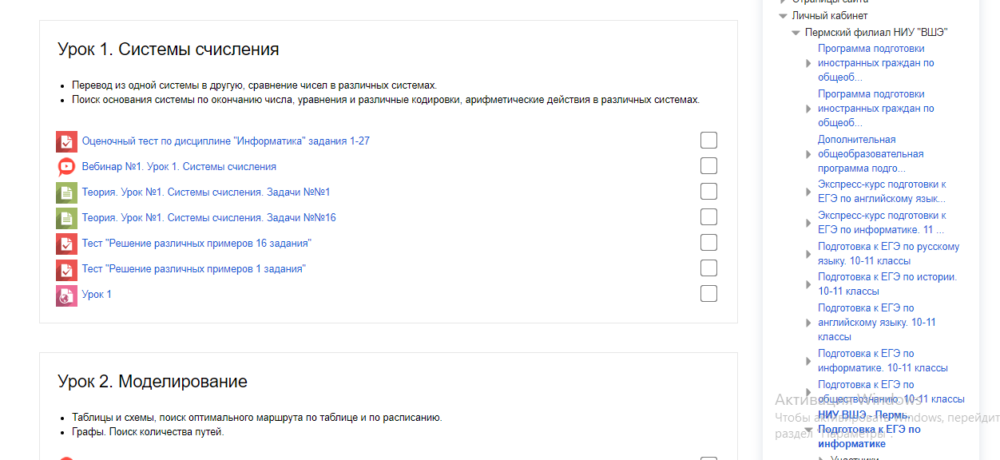 Урок 1. Системы счисления
Перевод из одной системы в другую, сравнение чисел в различных системах.
Поиск основания системы по окончанию числа, уравнения и различные кодировки, арифметические действия в различных системах.
Оценочный тест по дисциплине "Информатика" задания 1-27
Вебинар №1. Урок 1. Системы счисления
Теория. Урок №1. Системы счисления. Задачи №№1
Теория. Урок №1. Системы счисления. Задачи №№16
Тест "Решение различных примеров 16 задания"
Тест "Решение различных примеров 1 задания"
Урок 1
Урок 2. Моделирование
Таблицы и схемы, поиск оптимального маршрута по таблице и по расписанию.
Графы. Поиск количества путей.
Страницы сайта
Личный кабинет
Пермский филиал НИУ "ВШЭ"
Программа подготовки
иностранных граждан по
общеоб...
Программа подготовки
иностранных граждан по
общеоб...
Дополнительная
общеобразовательная
программа подго...
Экспресс-курс подготовки к
ЕГЭ по английскому язык...
Экспресс-курс подготовки к
ЕГЭ по информатике. 11 ...
Подготовка к ЕГЭ по русскому
языку. 10-11 классы
Подготовка к ЕГЭ по истории.
10-11 классы
Подготовка к ЕГЭ по
английскому языку. 10-11
классы
Подготовка к ЕГЭ по
информатике. 10-11 классы
Подготовка к ЕГЭ по
обществознанию. 10-11 классы
НИУ ВШЭ - Пермь.
Подготовка к ЕГЭ по
информатике
Участники
Активация Windows
Чтобы активировать Windows, перейдит
раздел "Параметры".